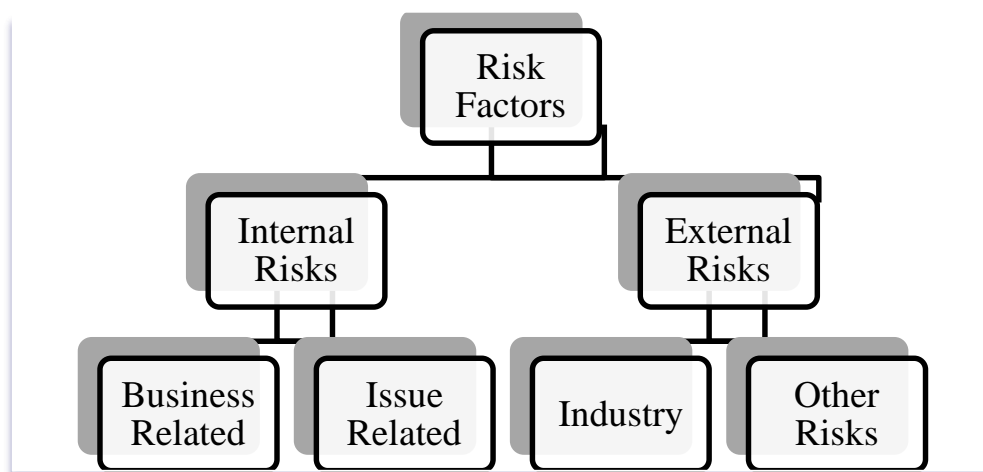 Risk
Factors
Internal
Risks
External
Risks
Business
Related
Issue
Related
Industry
Other
Risks